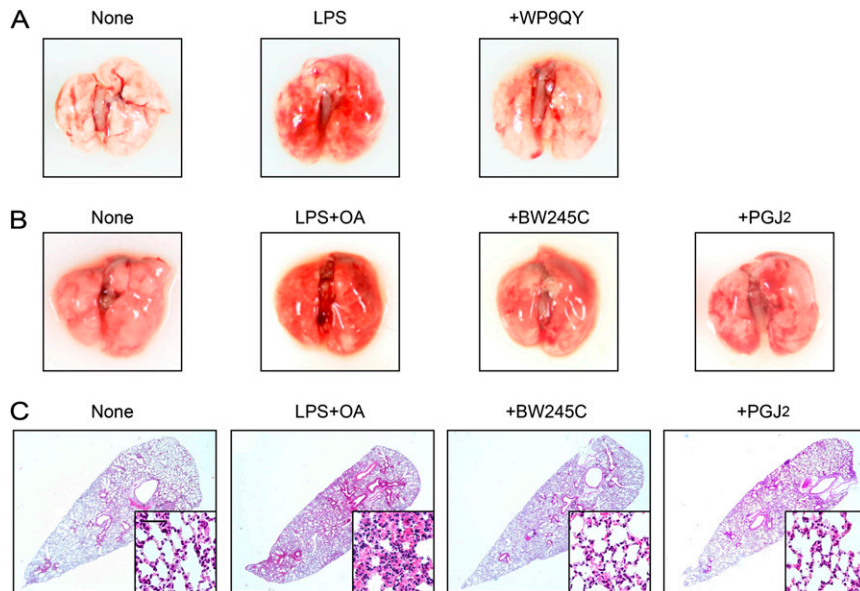 A
None LPS +WP9QY
B
None LPS+OA +BW245C +PGJ2
C
None LPS+OA +BW245C +PGJ2